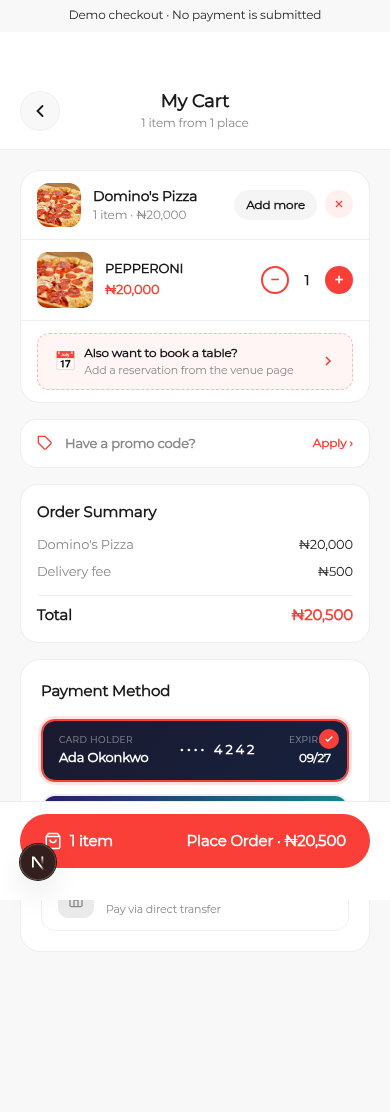 Demo checkout · No payment is submitted
My Cart
1 item from 1 place
Domino's Pizza
1 item · ₦20,000
Add more
PEPPERONI
₦20,000
1
Also want to book a table?
Add a reservation from the venue page
Have a promo code?
Apply ›
Order Summary
Domino's Pizza ₦20,000
Delivery fee ₦500
Total ₦20,500
Payment Method
CARD HOLDER
Ada Okonkwo
•••• 4242
09/27
1 item
Place Order · ₦20,500
N
Pay via direct transfer